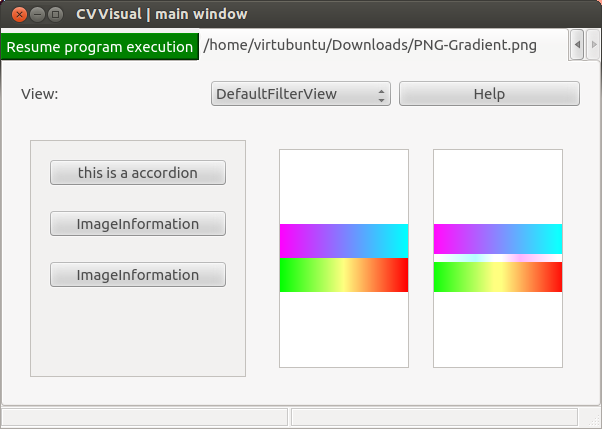 CVVisual | main window
Resume program execution
/home/virtubuntu/Downloads/PNG-Gradient.png
View:
DefaultFilterView
Help
this is a accordion
ImageInformation
ImageInformation